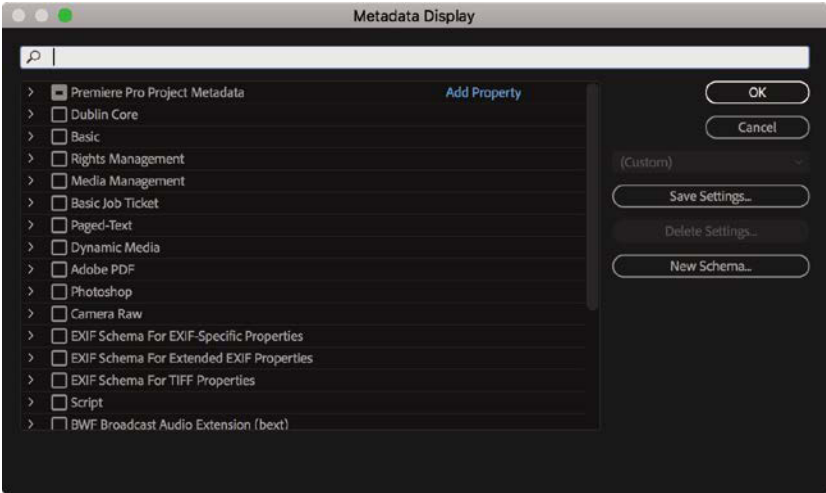 Metadata Display
Premiere Pro Project Metadata Add Property
Dublin Core
Basic
Rights Management
Media Management
Basic Job Ticket
Paged-Text
Dynamic Media
Adobe PDF
Photoshop
Camera Raw
EXIF Schema For EXIF-Specific Properties
EXIF Schema For Extended EXIF Properties
EXIF Schema For TIFF Properties
Script
BWF Broadcast Audio Extension (bext)
OK
Cancel
(Custom)
Save Settings...
Delete Settings...
New Schema...